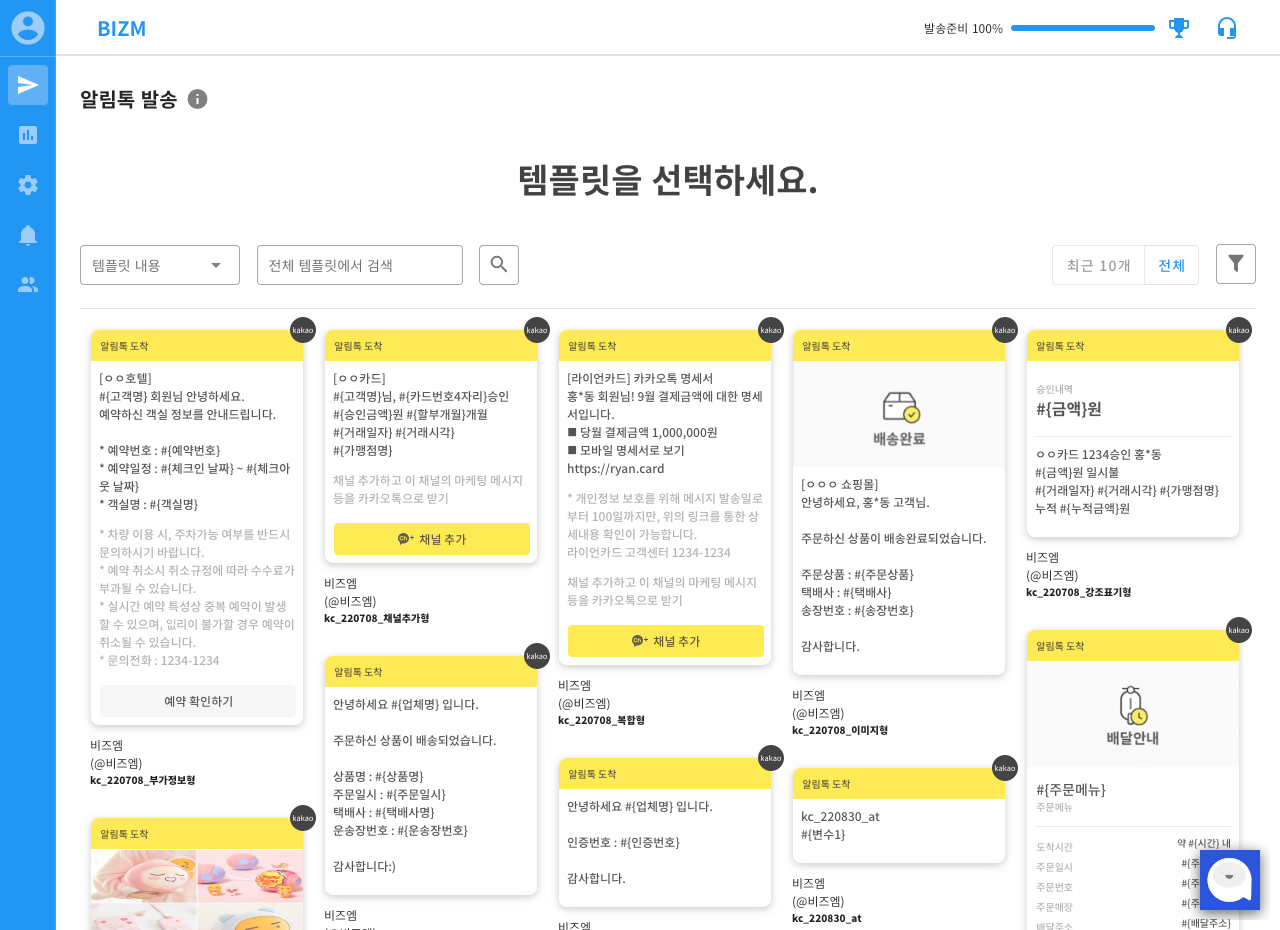 BIZM
발송준비 100%
알림톡 발송
템플릿을 선택하세요.
템플릿 내용
전체 템플릿에서 검색
최근 10개
전체
kakao
알림톡 도착
[ㅇㅇ호텔]
#{고객명} 회원님 안녕하세요.
예약하신 객실 정보를 안내드립니다.
* 예약번호 : #{예약번호}
* 예약일정 : #{체크인 날짜} ~ #{체크아
웃 날짜}
* 객실명 : #{객실명}
* 차량 이용 시, 주차가능 여부를 반드시
문의하시기 바랍니다.
* 예약 취소시 취소규정에 따라 수수료가
부과될 수 있습니다.
* 실시간 예약 특성상 중복 예약이 발생
할 수 있으며, 입리이 불가할 경우 예약이
취소될 수 있습니다.
* 문의전화 : 1234-1234
예약 확인하기
비즈엠
(@비즈엠)
kc_220708_부가정보형
kakao
알림톡 도착
kakao
알림톡 도착
[ㅇㅇ카드]
#{고객명}님, #{카드번호4자리}승인
#{승인금액}원 #{할부개월}개월
#{거래일자} #{거래시각}
#{가맹점명}
채널 추가하고 이 채널의 마케팅 메시지
등을 카카오톡으로 받기
Ch+ 채널 추가
비즈엠
(@비즈엠)
kc_220708_채널추가형
kakao
알림톡 도착
안녕하세요 #{업체명} 입니다.
주문하신 상품이 배송되었습니다.
상품명 : #{상품명}
주문일시 : #{주문일시}
택배사 : #{택배사명}
운송장번호 : #{운송장번호}
감사합니다:)
비즈엠
kakao
알림톡 도착
[라이언카드] 카카오톡 명세서
홍*동 회원님! 9월 결제금액에 대한 명세
서입니다.
■ 당월 결제금액 1,000,000원
■ 모바일 명세서로 보기
https://ryan.card
* 개인정보 보호를 위해 메시지 발송일로
부터 100일까지만, 위의 링크를 통한 상
세내용 확인이 가능합니다.
라이언카드 고객센터 1234-1234
채널 추가하고 이 채널의 마케팅 메시지
등을 카카오톡으로 받기
Ch+ 채널 추가
비즈엠
(@비즈엠)
kc_220708_복합형
kakao
알림톡 도착
안녕하세요 #{업체명} 입니다.
인증번호 : #{인증번호}
감사합니다.
비즈엠
kakao
알림톡 도착
배송완료
[ㅇㅇㅇ 쇼핑몰]
안녕하세요, 홍*동 고객님.
주문하신 상품이 배송완료되었습니다.
주문상품 : #{주문상품}
택배사 : #{택배사}
송장번호 : #{송장번호}
감사합니다.
비즈엠
(@비즈엠)
kc_220708_이미지형
kakao
알림톡 도착
kc_220830_at
#{변수1}
비즈엠
(@비즈엠)
kc_220830_at
kakao
알림톡 도착
승인내역
#{금액}원
ㅇㅇ카드 1234승인 홍*동
#{금액}원 일시불
#{거래일자} #{거래시각} #{가맹점명}
누적 #{누적금액}원
비즈엠
(@비즈엠)
kc_220708_강조표기형
kakao
알림톡 도착
배달안내
#{주문메뉴}
주문메뉴
도착시간 약 #{시간} 내
주문일시 #{주
주문번호 #{주
주문매장 #{주
배달주소 #{배달주소}